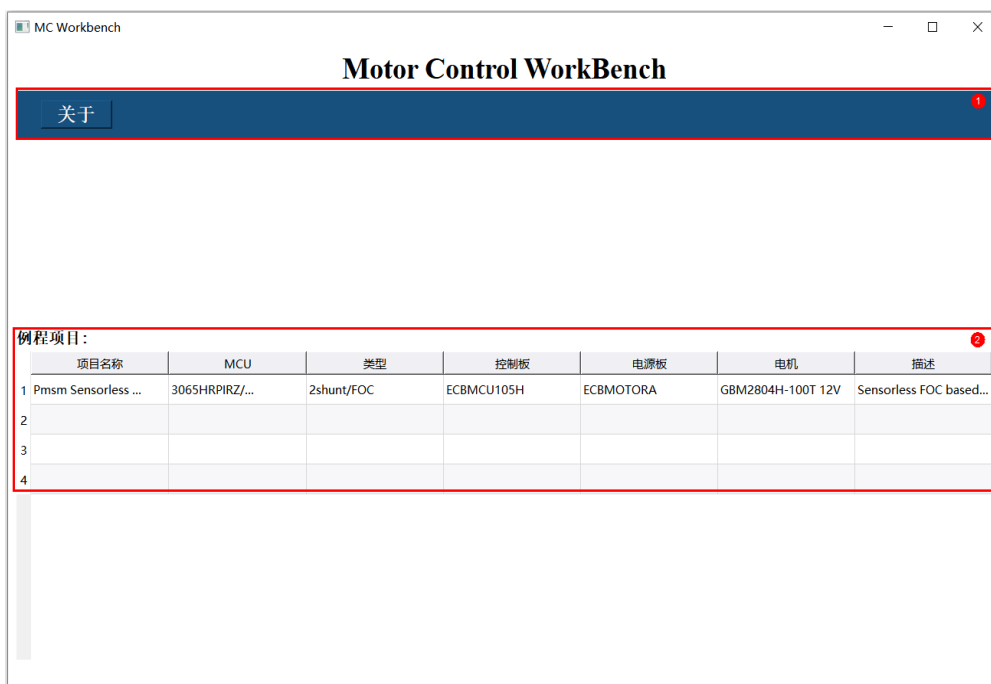 MC Workbench
Motor Control WorkBench
关于
1
例程项目：
2
项目名称 MCU 类型 控制板 电源板 电机 描述
1 Pmsm Sensorless ... 3065HRPIRZ/... 2shunt/FOC ECBMCU105H ECBMOTORA GBM2804H-100T 12V Sensorless FOC based...
2
3
4